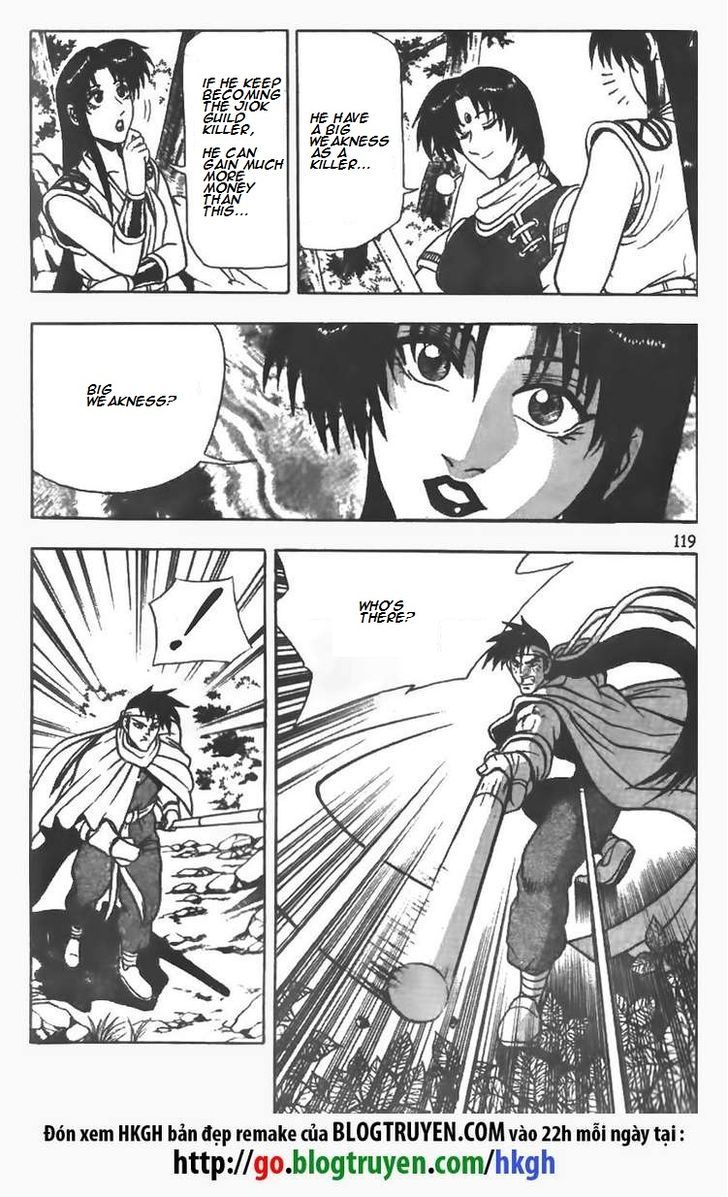 IF HE KEEP
BECOMING
THE JIOK
GUILD
KILLER,
HE CAN
GAIN MUCH
MORE
MONEY
THAN
THIS...
HE HAVE
A BIG
WEAKNESS
AS A
KILLER...
BIG
WEAKNESS?
119
!
WHO'S
THERE?
Đón xem HKGH bản đẹp remake của BLOGTRUYEN.COM vào 22h mỗi ngày tại :
http://go.blogtruyen.com/hkgh